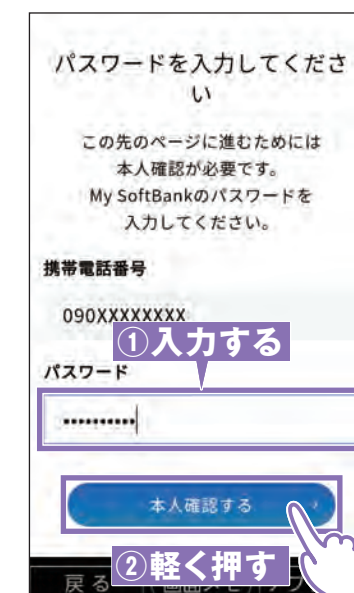 パスワードを入力してくださ
い
この先のページに進むためには
本人確認が必要です。
My SoftBankのパスワードを
入力してください。
携帯電話番号
090XXXXXXXX
①入力する
パスワード
••••••••••
本人確認する
②軽く押す
戻る